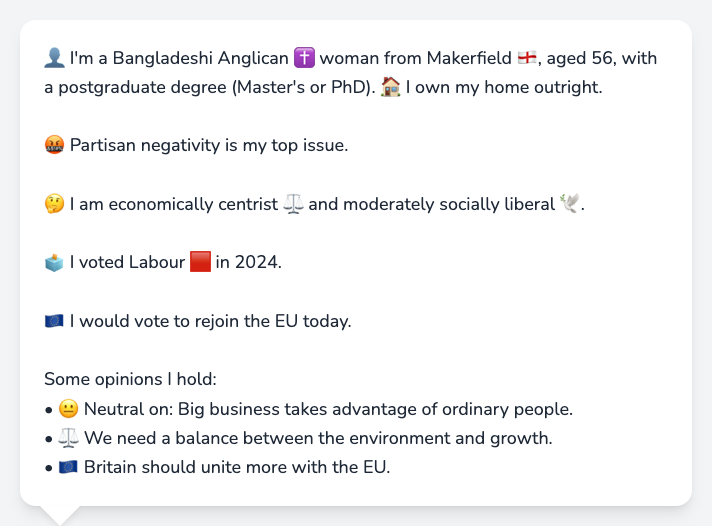 👤 I'm a Bangladeshi Anglican ✝️ woman from Makerfield 🏴󠁧󠁢󠁥󠁮󠁧󠁿, aged 56, with
a postgraduate degree (Master's or PhD). 🏠 I own my home outright.
🤬 Partisan negativity is my top issue.
🤔 I am economically centrist ⚖️ and moderately socially liberal 🕊️.
🗳️ I voted Labour 🟥 in 2024.
🇪🇺 I would vote to rejoin the EU today.
Some opinions I hold:
• 😐 Neutral on: Big business takes advantage of ordinary people.
• ⚖️ We need a balance between the environment and growth.
• 🇪🇺 Britain should unite more with the EU.